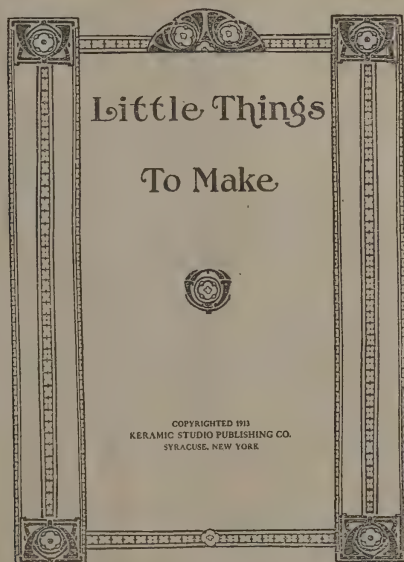 Little Things
To Make
COPYRIGHTED 1913
KERAMIC STUDIO PUBLISHING CO.
SYRACUSE, NEW YORK